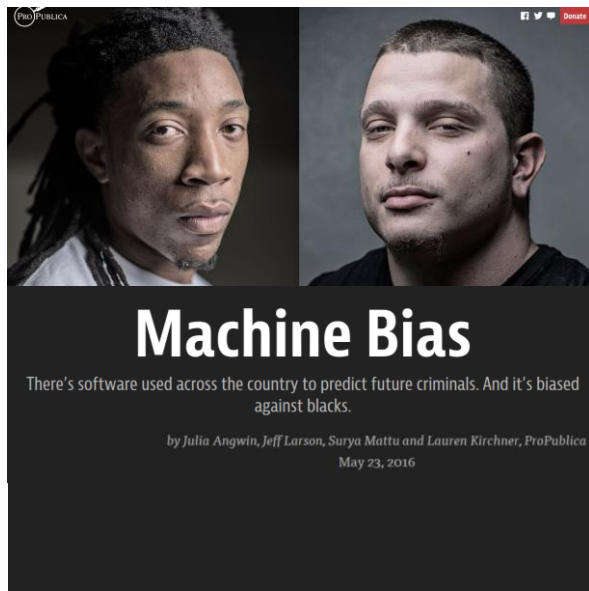 PROPUBLICA
Donate
Machine Bias
There’s software used across the country to predict future criminals. And it’s biased
against blacks.
by Julia Angwin, Jeff Larson, Surya Mattu and Lauren Kirchner, ProPublica
May 23, 2016